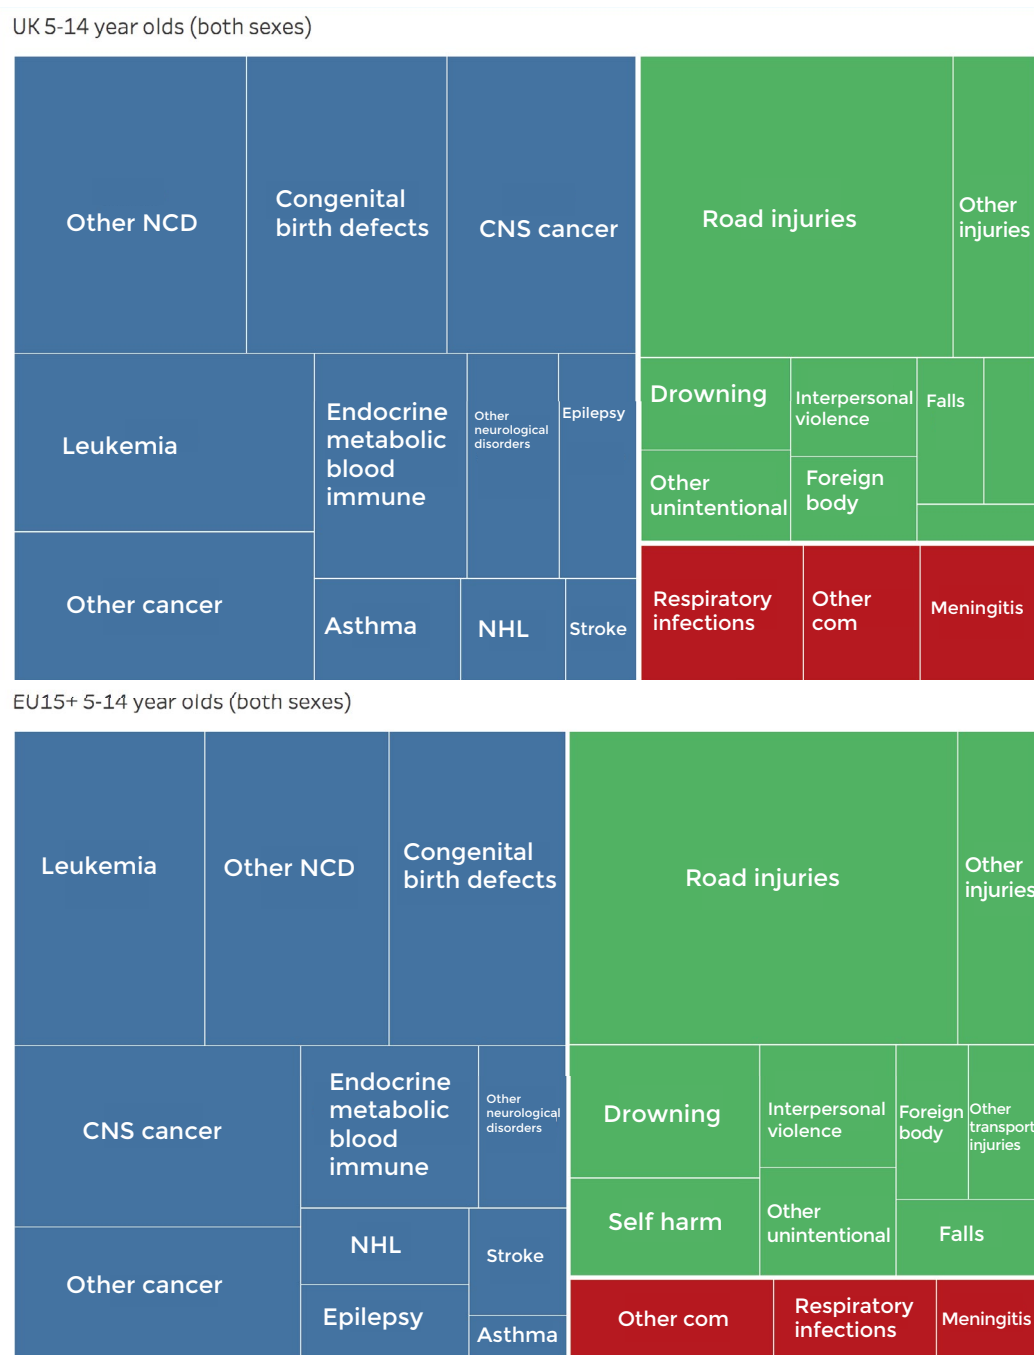 UK 5-14 year olds (both sexes)
Other NCD
Congenital
birth defects
CNS cancer
Road injuries
Other
injuries
Leukemia
Endocrine
metabolic
blood
immune
Other
neurological
disorders
Epilepsy
Drowning
Interpersonal
violence
Falls
Other
unintentional
Foreign
body
Other cancer
Asthma
NHL
Stroke
Respiratory
infections
Other
com
Meningitis
EU15+ 5-14 year olds (both sexes)
Leukemia
Other NCD
Congenital
birth defects
Road injuries
Other
injuries
CNS cancer
Endocrine
metabolic
blood
immune
Other
neurological
disorders
Drowning
Interpersonal
violence
Foreign
body
Other
transport
injuries
Self harm
Other
unintentional
Falls
Other cancer
NHL
Stroke
Epilepsy
Asthma
Other com
Respiratory
infections
Meningitis